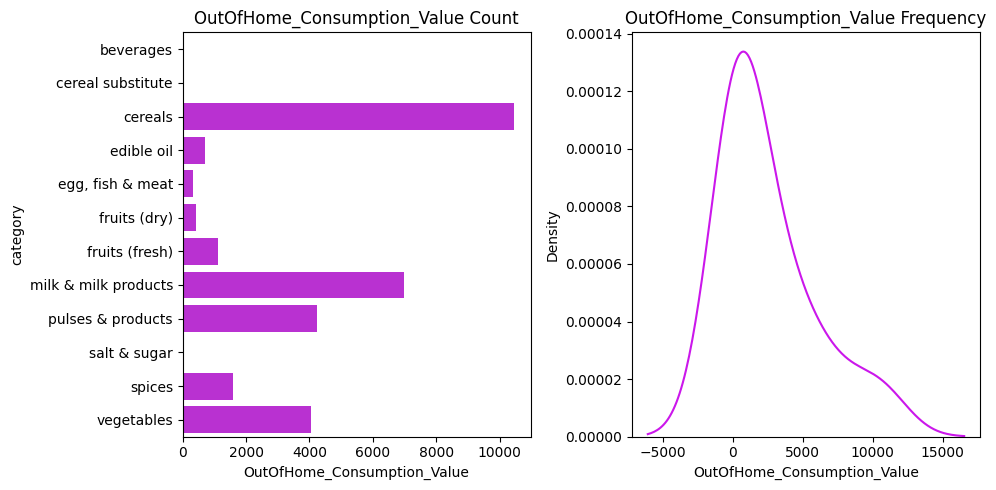 OutOfHome_Consumption_Value Count
category
beverages
cereal substitute
cereals
edible oil
egg, fish & meat
fruits (dry)
fruits (fresh)
milk & milk products
pulses & products
salt & sugar
spices
vegetables
0 2000 4000 6000 8000 10000
OutOfHome_Consumption_Value
OutOfHome_Consumption_Value Frequency
Density
0.00014
0.00012
0.00010
0.00008
0.00006
0.00004
0.00002
0.00000
−5000 0 5000 10000 15000
OutOfHome_Consumption_Value